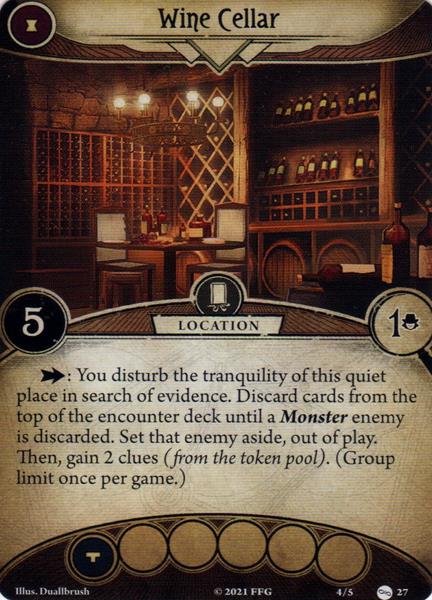 Wine Cellar
5
1
LOCATION
: You disturb the tranquility of this quiet
place in search of evidence. Discard cards from the
top of the encounter deck until a Monster enemy
is discarded. Set that enemy aside, out of play.
Then, gain 2 clues (from the token pool). (Group
limit once per game.)
Illus. Duallbrush © 2021 FFG 4/5 27